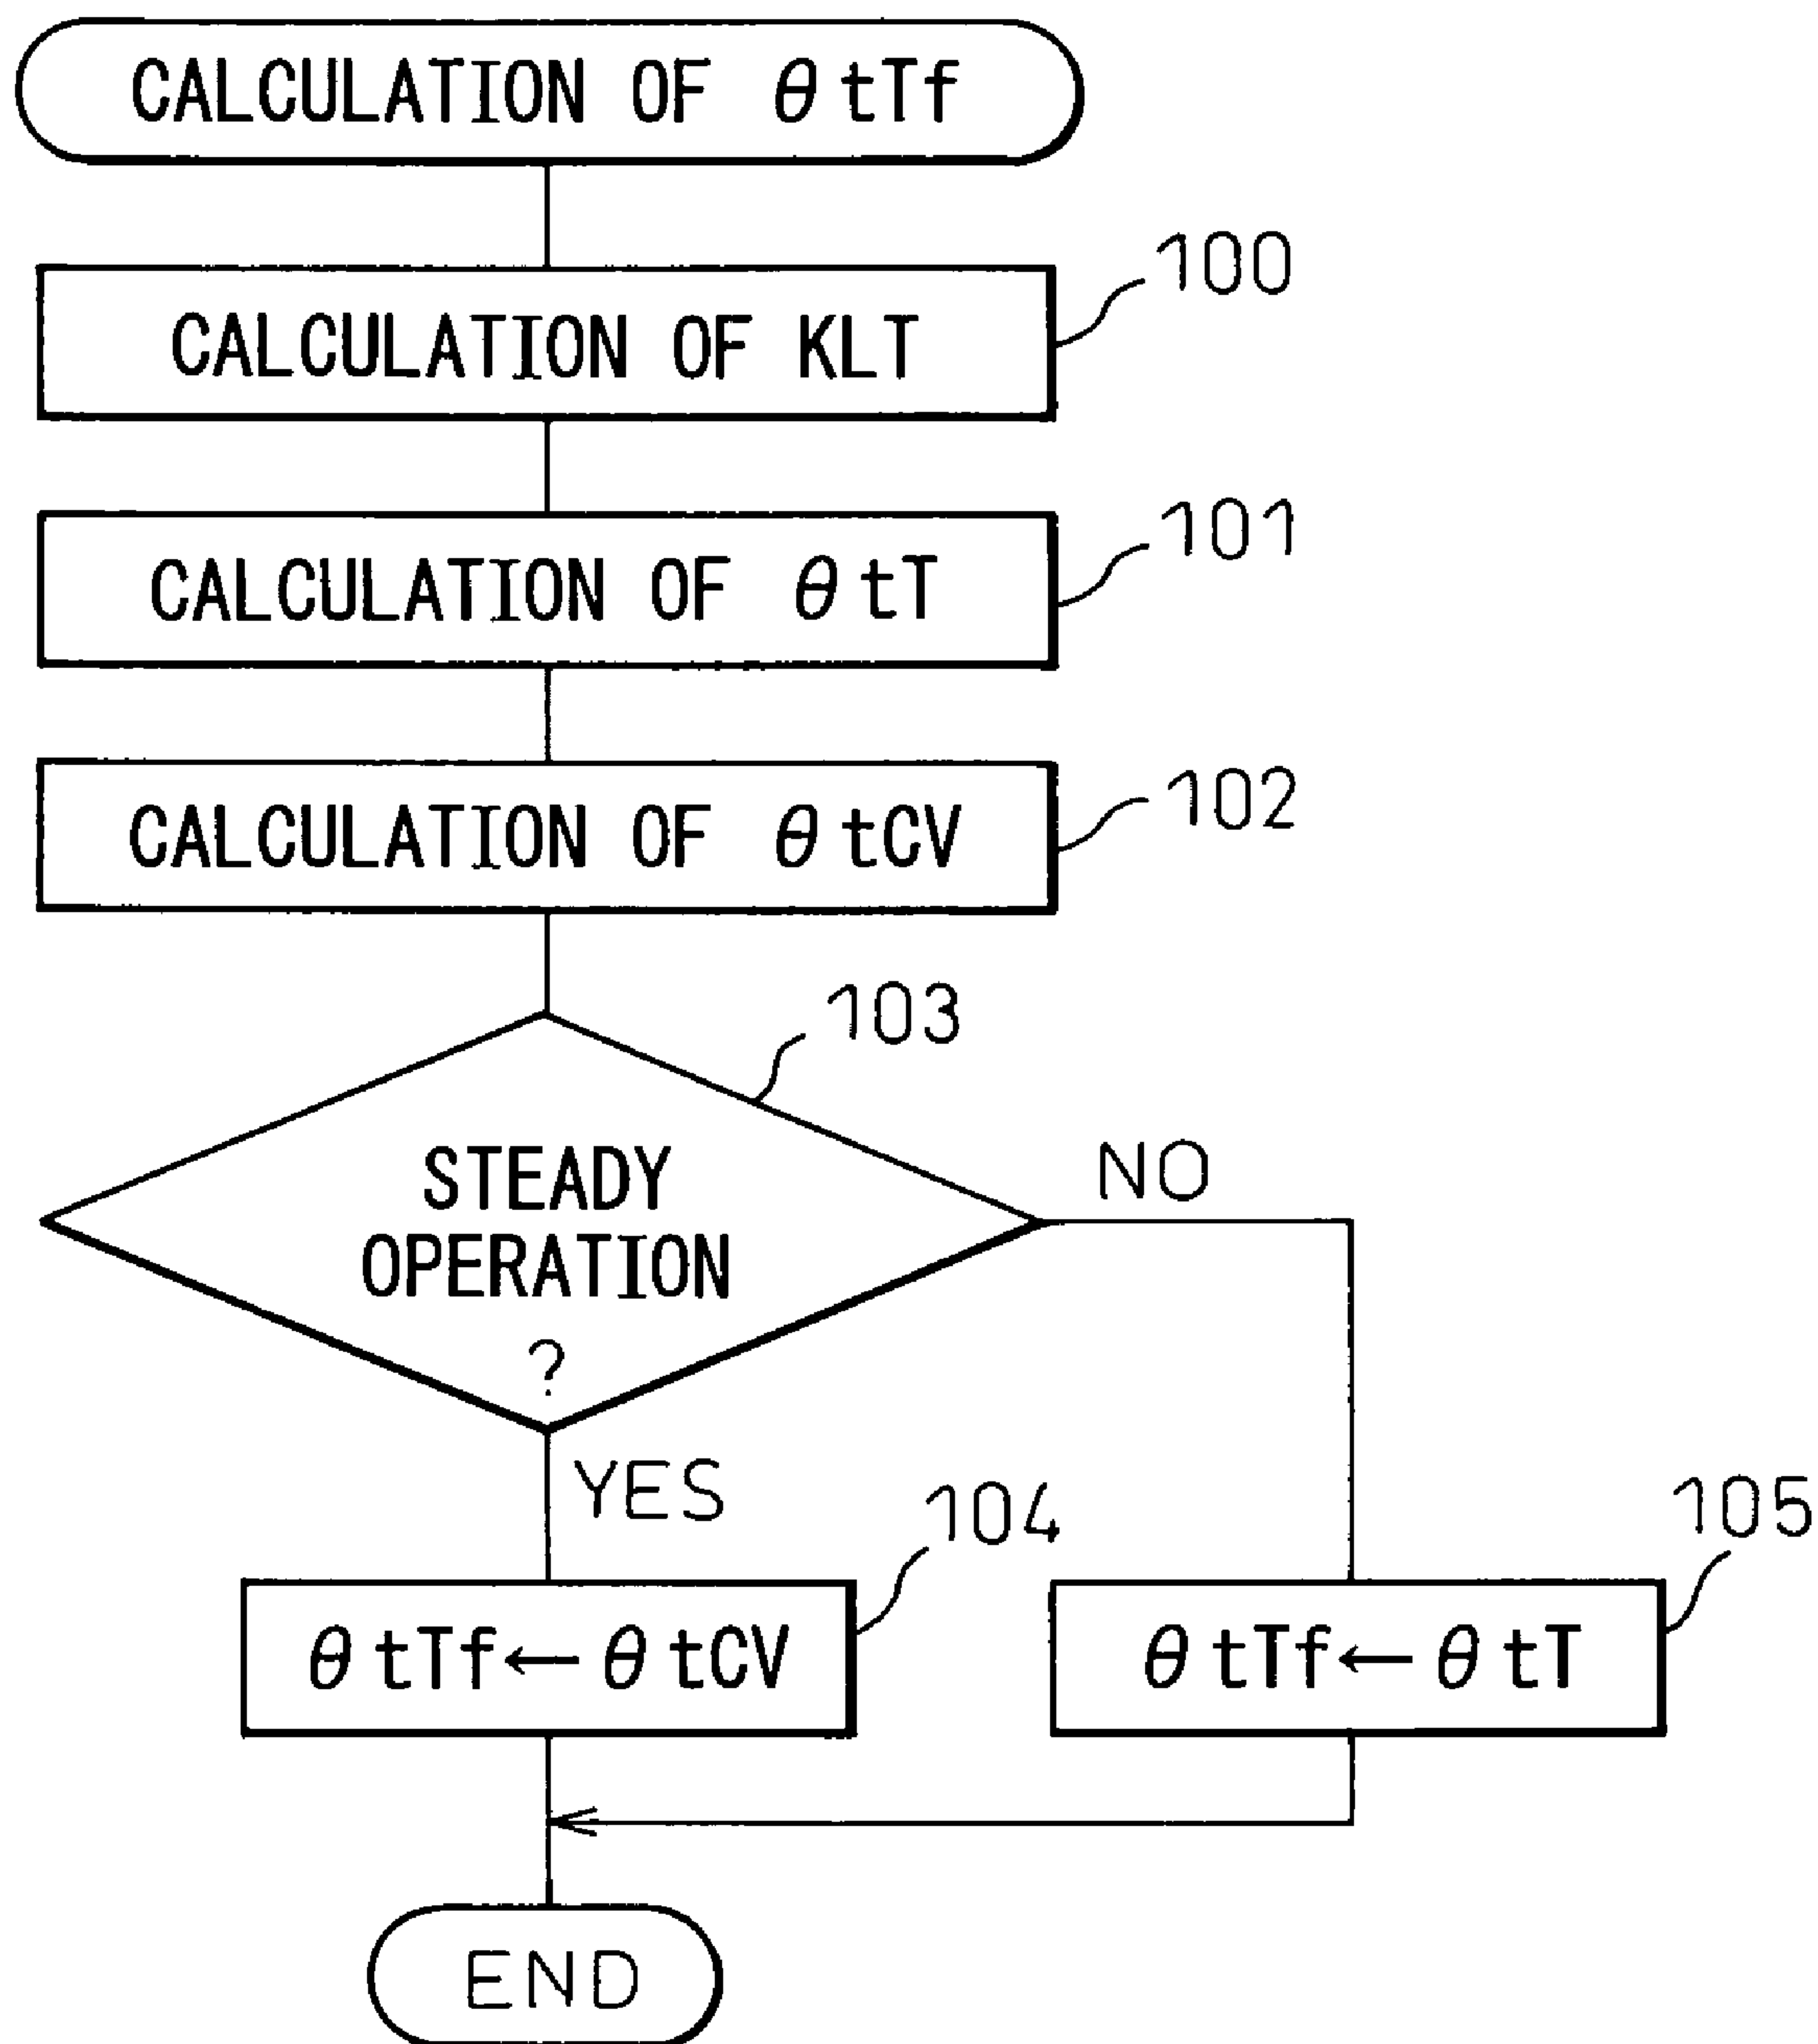 CALCULATION OF θtTf
100
CALCULATION OF KLT
101
CALCULATION OF θtT
102
CALCULATION OF θtCV
103
STEADY
OPERATION
?
NO
YES
104
θtTf←θtCV
105
θtTf←θtT
END